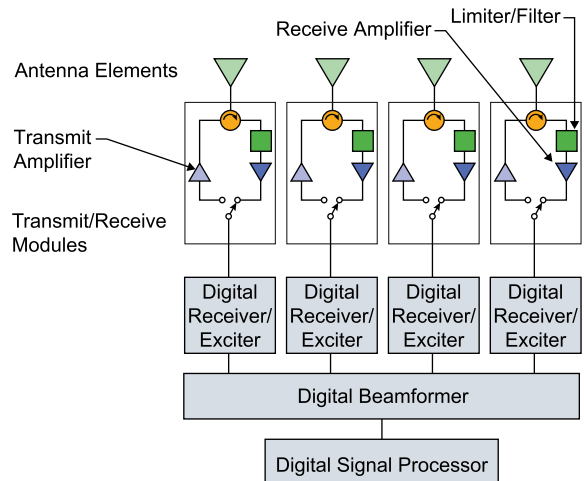 Limiter/Filter
Receive Amplifier
Antenna Elements
Transmit
Amplifier
Transmit/Receive
Modules
Digital
Receiver/
Exciter
Digital
Receiver/
Exciter
Digital
Receiver/
Exciter
Digital
Receiver/
Exciter
Digital Beamformer
Digital Signal Processor